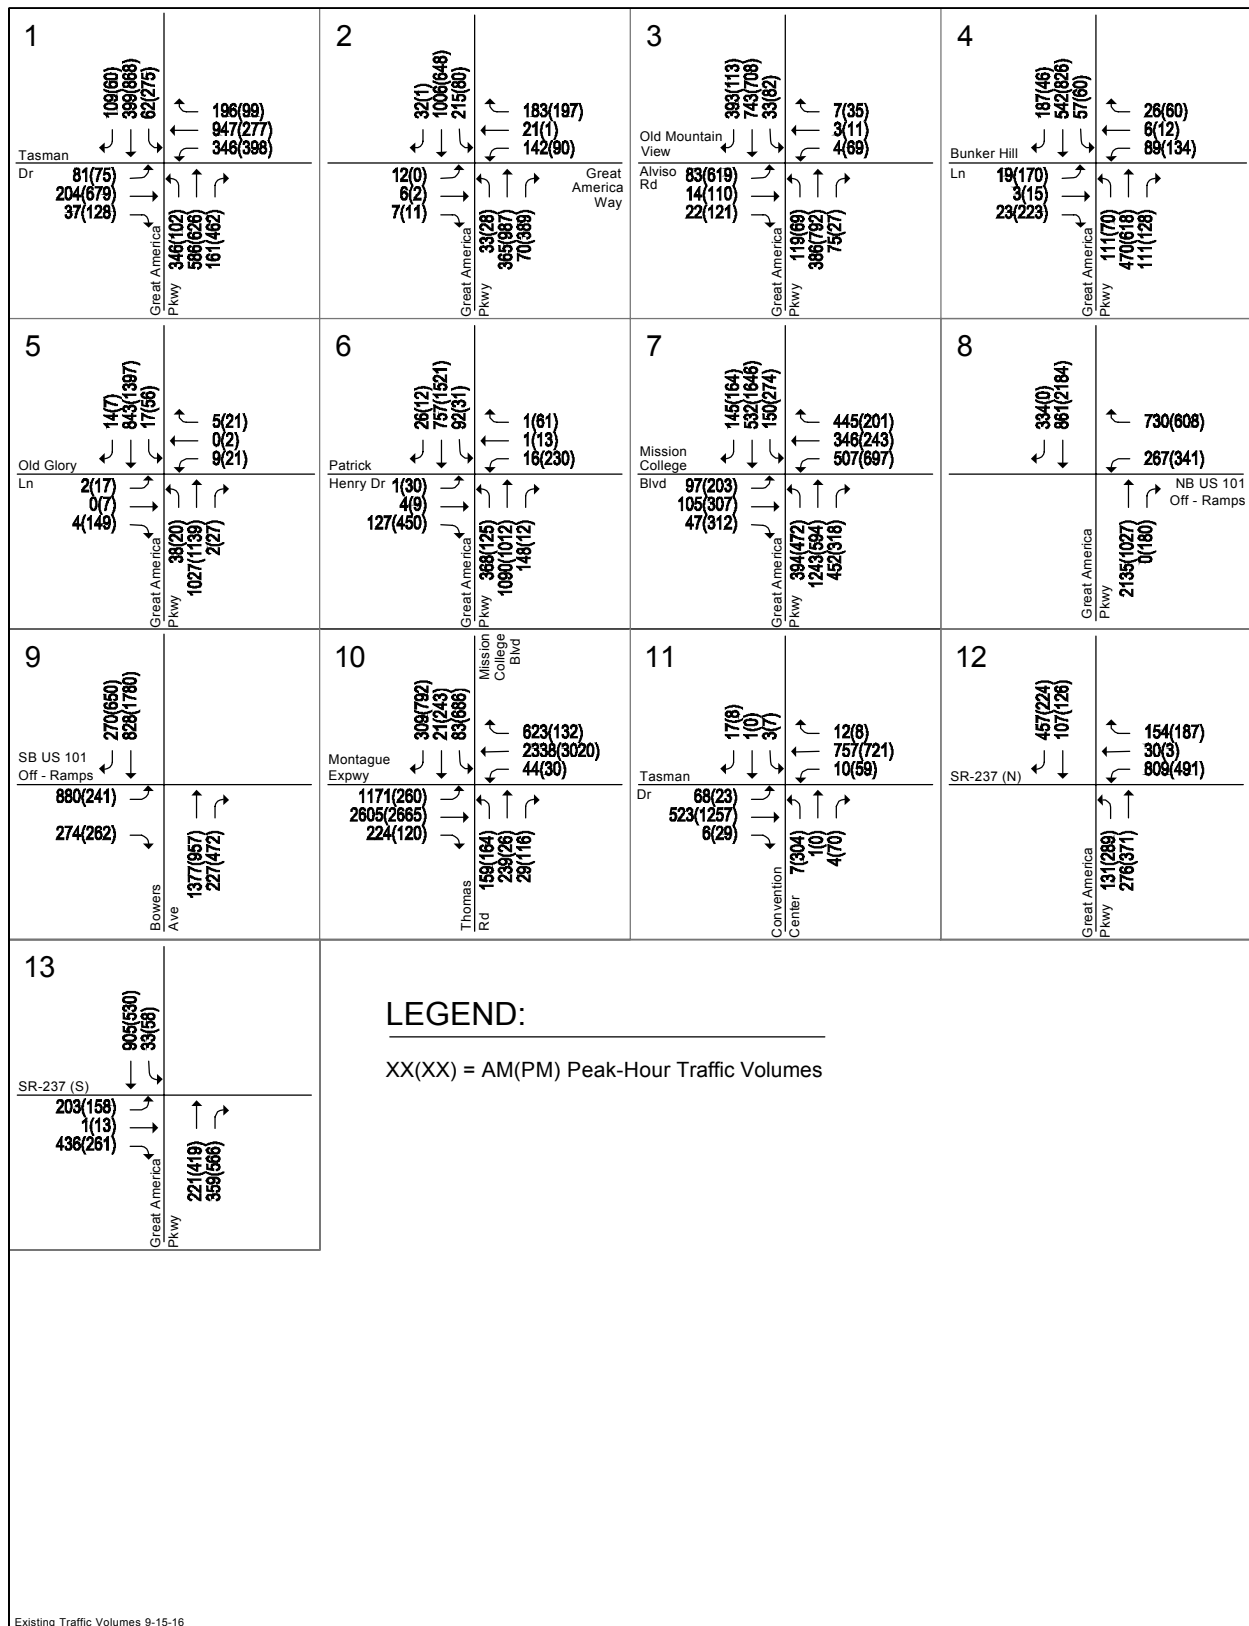 1
109(60)
399(868)
62(275)
196(99)
947(277)
346(398)
Tasman
Dr
81(75)
204(679)
37(128)
Great America
Pkwy
346(102)
586(626)
161(462)
2
32(1)
1006(648)
215(80)
183(197)
21(1)
142(90)
12(0)
6(2)
7(11)
Great
America
Way
Great America
Pkwy
33(28)
365(987)
70(389)
3
393(113)
743(708)
33(82)
7(35)
3(11)
4(69)
Old Mountain
View
Alviso
Rd
83(619)
14(110)
22(121)
Great America
Pkwy
119(69)
386(792)
75(27)
4
187(46)
542(826)
57(60)
26(60)
6(12)
89(134)
Bunker Hill
Ln
19(170)
3(15)
23(223)
Great America
Pkwy
111(70)
470(618)
111(128)
5
14(7)
843(1397)
17(56)
5(21)
0(2)
9(21)
Old Glory
Ln
2(17)
0(7)
4(149)
Great America
Pkwy
38(20)
1027(1139)
2(27)
6
26(12)
757(1521)
92(31)
1(61)
1(13)
16(230)
Patrick
Henry Dr
1(30)
4(9)
127(450)
Great America
Pkwy
368(125)
1090(1012)
148(12)
7
145(164)
532(1646)
150(274)
445(201)
346(243)
507(697)
Mission
College
Blvd
97(203)
105(307)
47(312)
Great America
Pkwy
394(472)
1243(594)
452(318)
8
334(0)
861(2184)
730(608)
267(341)
NB US 101
Off - Ramps
Great America
Pkwy
2135(1027)
0(180)
9
270(650)
828(1780)
SB US 101
Off - Ramps
880(241)
274(262)
Bowers
Ave
1377(957)
227(472)
10
Mission
College
Blvd
309(792)
21(243)
83(686)
623(132)
2338(3020)
44(30)
Montague
Expwy
1171(260)
2605(2665)
224(120)
Thomas
Rd
159(164)
239(26)
29(116)
11
17(8)
1(0)
3(7)
12(8)
757(721)
10(59)
Tasman
Dr
68(23)
523(1257)
6(29)
Convention
Center
7(304)
1(0)
4(70)
12
457(224)
107(126)
154(187)
30(3)
809(491)
SR-237 (N)
Great America
Pkwy
131(289)
276(371)
13
905(530)
33(58)
SR-237 (S)
203(158)
1(13)
436(261)
Great America
Pkwy
221(419)
359(566)
LEGEND:
XX(XX) = AM(PM) Peak-Hour Traffic Volumes
Existing Traffic Volumes 9-15-16